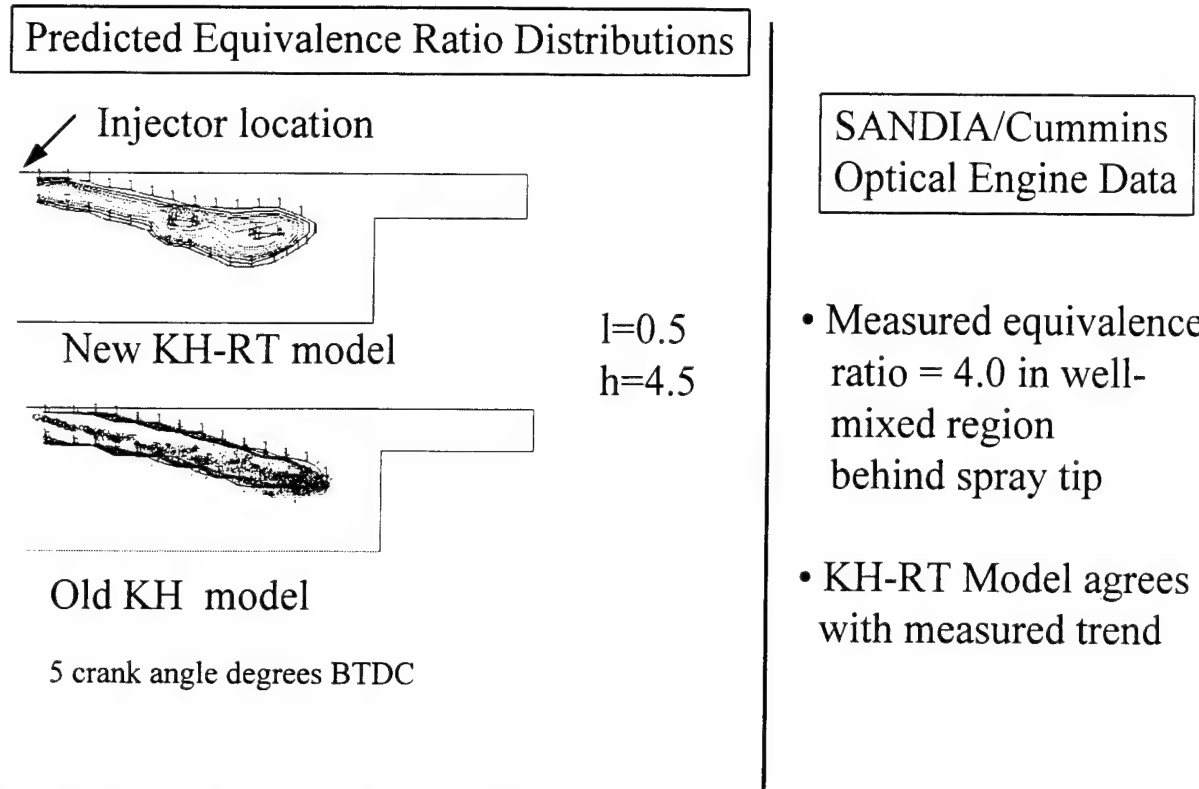 Predicted Equivalence Ratio Distributions
Injector location
New KH-RT model
l=0.5
h=4.5
Old KH model
5 crank angle degrees BTDC
SANDIA/Cummins
Optical Engine Data
• Measured equivalence
ratio = 4.0 in well-
mixed region
behind spray tip
• KH-RT Model agrees
with measured trend